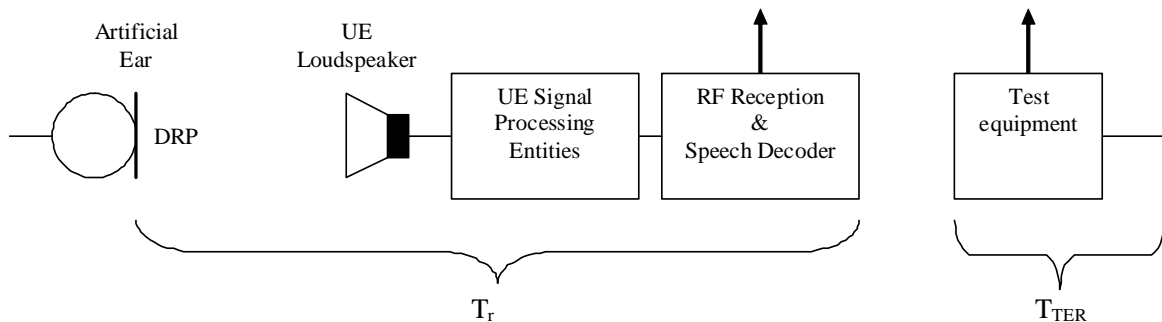 Artificial
Ear
UE
Loudspeaker
DRP
UE Signal
Processing
Entities
RF Reception
&
Speech Decoder
Test
equipment
Tr
TTER